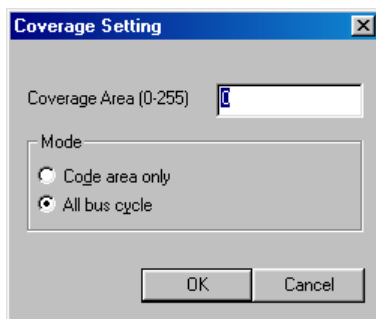 Coverage Setting
Coverage Area (0-255) 0
Mode
Code area only
All bus cycle
OK Cancel